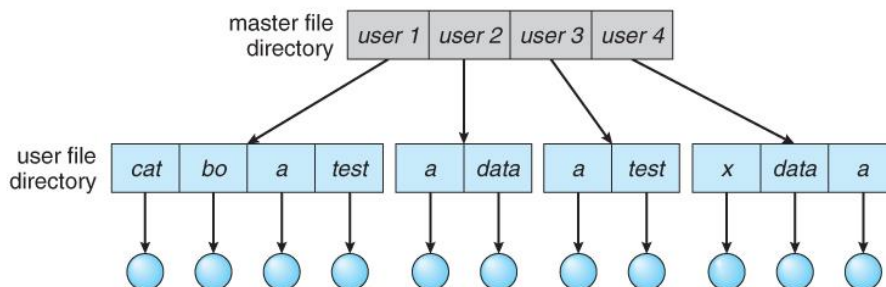 master file directory
user 1 user 2 user 3 user 4
user file directory
cat bo a test a data a test x data a